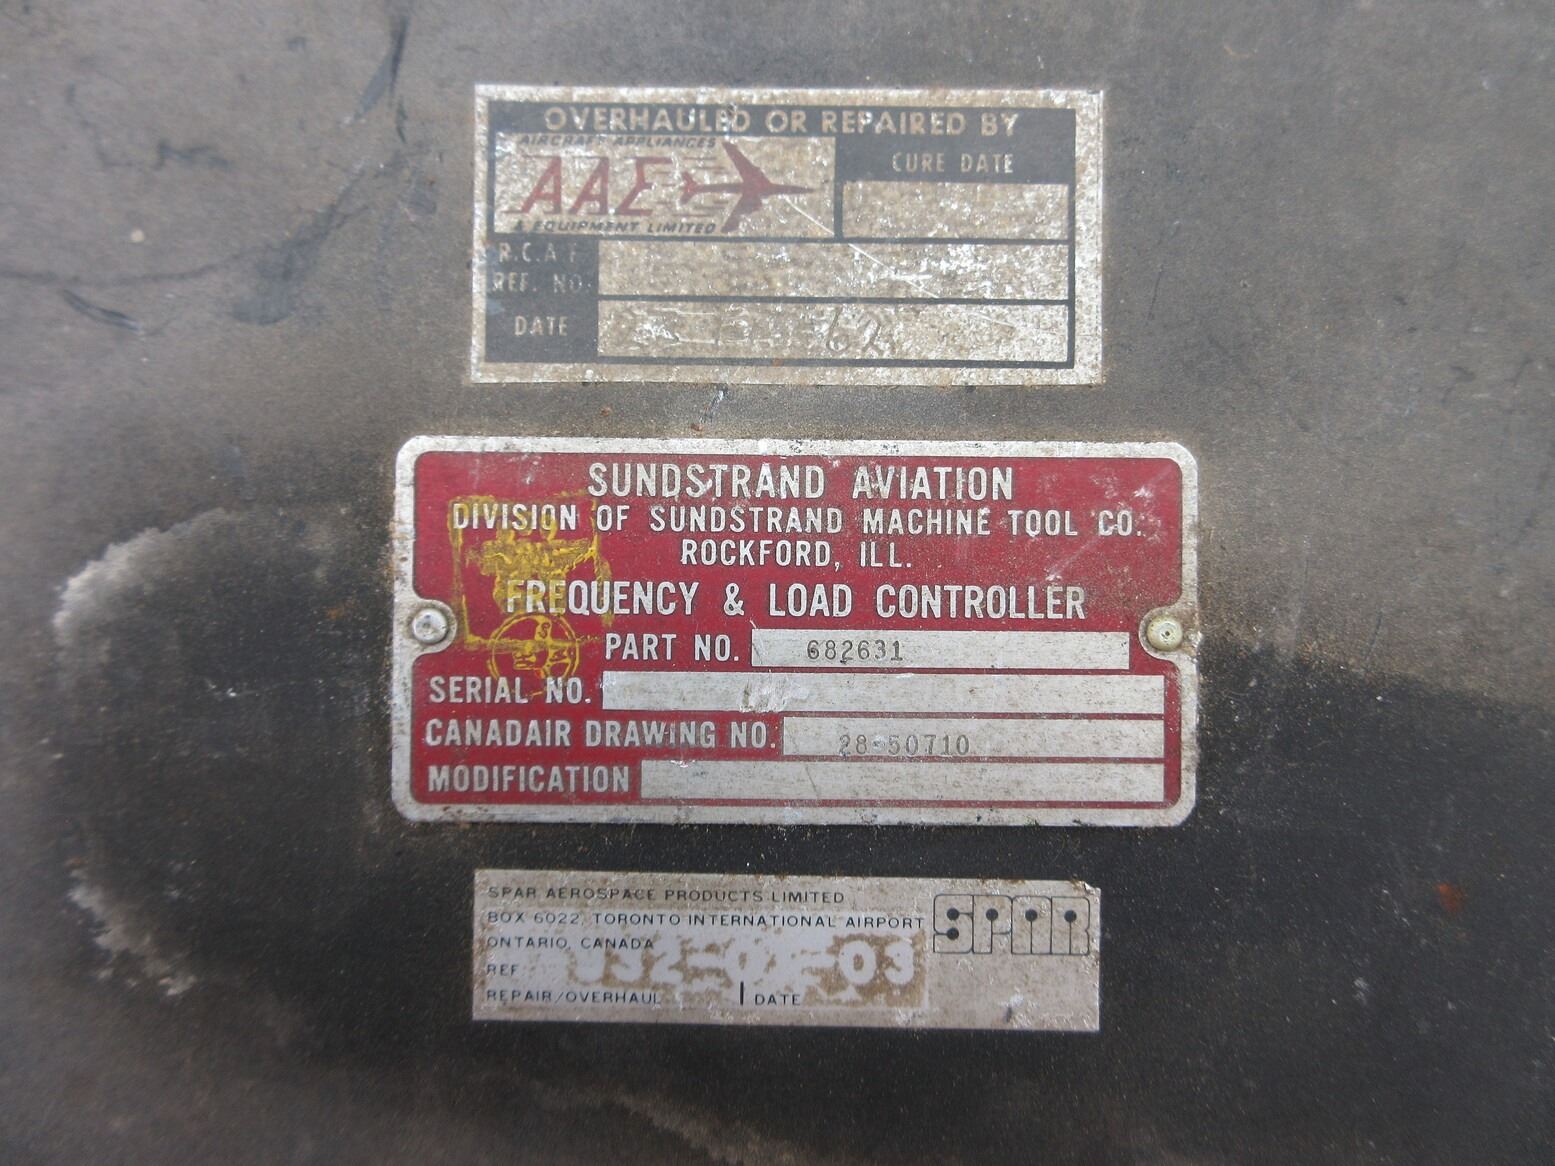 OVERHAULED OR REPAIRED BY
AIRCRAFT APPLIANCES
AAE
& EQUIPMENT LIMITED
CURE DATE
R.C.A.F.
REF. NO.
DATE 62
SUNDSTRAND AVIATION
DIVISION OF SUNDSTRAND MACHINE TOOL CO.
ROCKFORD, ILL.
FREQUENCY & LOAD CONTROLLER
PART NO. 682631
SERIAL NO.
CANADAIR DRAWING NO. 28-50710
MODIFICATION
SPAR AEROSPACE PRODUCTS LIMITED
BOX 6022, TORONTO INTERNATIONAL AIRPORT
ONTARIO, CANADA
SPAR
REF
REPAIR/OVERHAUL DATE